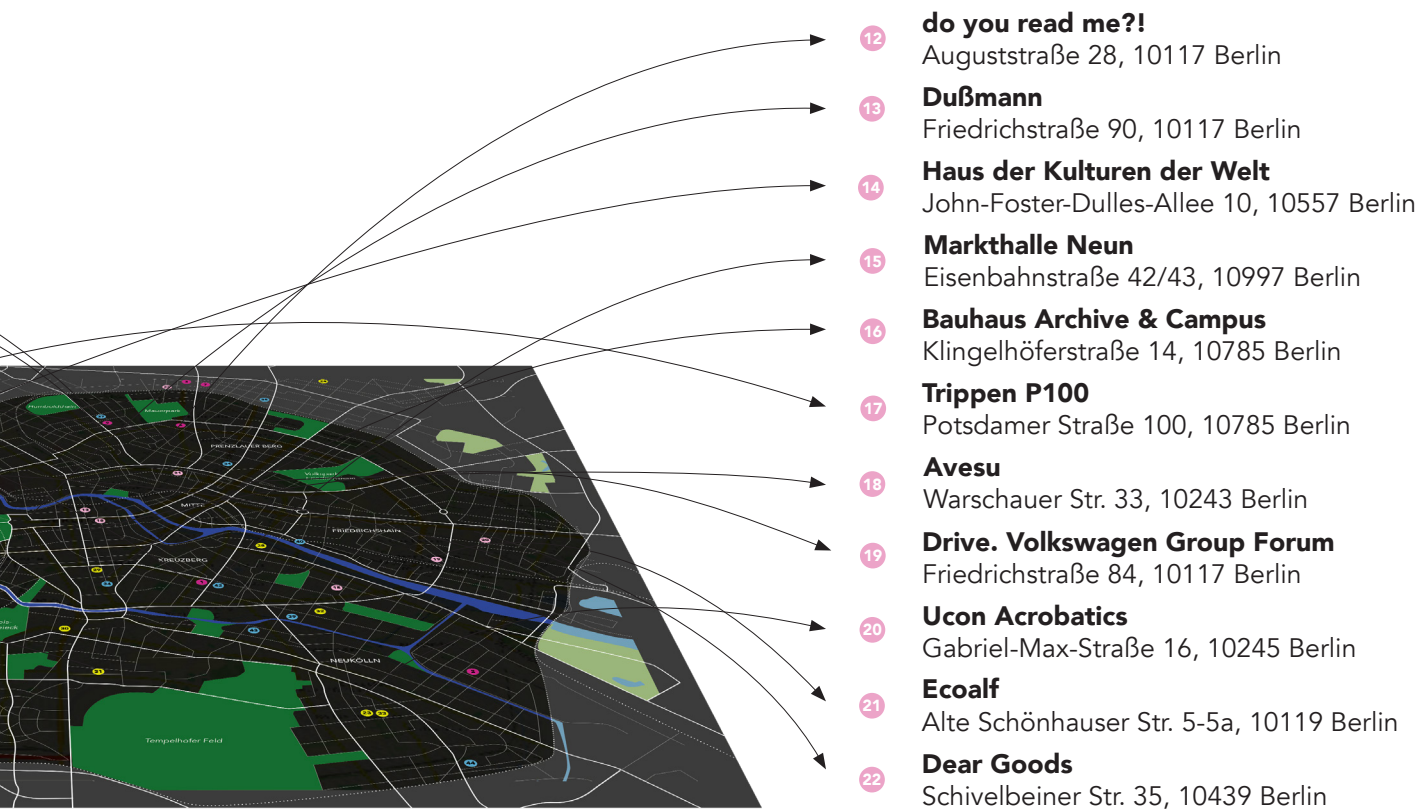 12
do you read me?!
Auguststraße 28, 10117 Berlin
13
Dußmann
Friedrichstraße 90, 10117 Berlin
14
Haus der Kulturen der Welt
John-Foster-Dulles-Allee 10, 10557 Berlin
15
Markthalle Neun
Eisenbahnstraße 42/43, 10997 Berlin
16
Bauhaus Archive & Campus
Klingelhöferstraße 14, 10785 Berlin
17
Trippen P100
Potsdamer Straße 100, 10785 Berlin
18
Avesu
Warschauer Str. 33, 10243 Berlin
19
Drive. Volkswagen Group Forum
Friedrichstraße 84, 10117 Berlin
20
Ucon Acrobatics
Gabriel-Max-Straße 16, 10245 Berlin
21
Ecoalf
Alte Schönhauser Str. 5-5a, 10119 Berlin
22
Dear Goods
Schivelbeiner Str. 35, 10439 Berlin
Humboldthain
Mauerpark
PRENZLAUER BERG
Volkspark
MITTE
FRIEDRICHSHAIN
KREUZBERG
NEUKÖLLN
Tempelhofer Feld